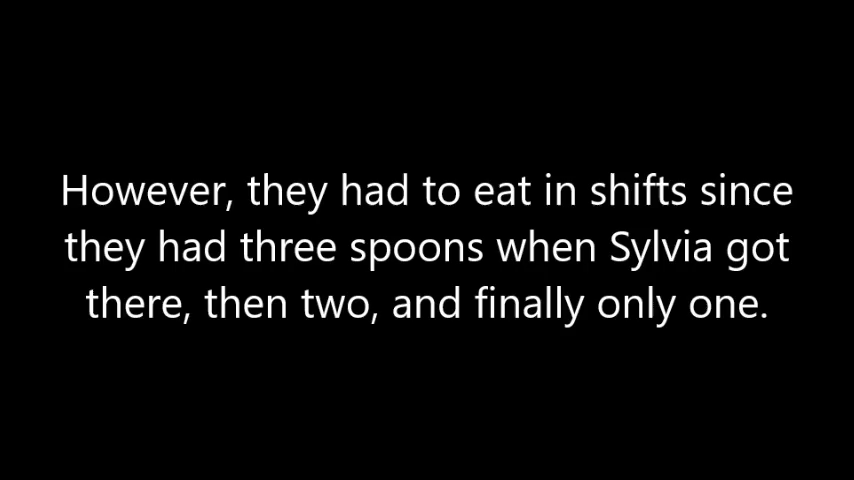 However, they had to eat in shifts since
they had three spoons when Sylvia got
there, then two, and finally only one.